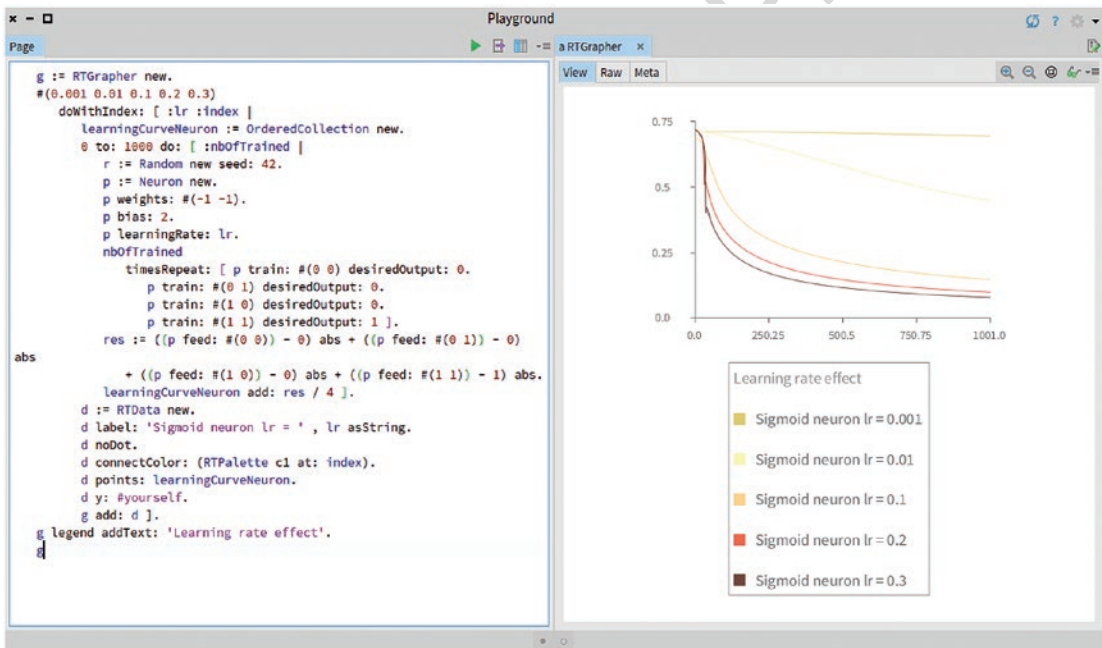 Playground
Page
a RTGrapher
View Raw Meta
g := RTGrapher new.
#(0.001 0.01 0.1 0.2 0.3)
doWithIndex: [ :lr :index |
learningCurveNeuron := OrderedCollection new.
0 to: 1000 do: [ :nbOfTrained |
r := Random new seed: 42.
p := Neuron new.
p weights: #(-1 -1).
p bias: 2.
p learningRate: lr.
nbOfTrained
timesRepeat: [ p train: #(0 0) desiredOutput: 0.
p train: #(0 1) desiredOutput: 0.
p train: #(1 0) desiredOutput: 0.
p train: #(1 1) desiredOutput: 1 ].
res := ((p feed: #(0 0)) - 0) abs + ((p feed: #(0 1)) - 0)
abs
+ ((p feed: #(1 0)) - 0) abs + ((p feed: #(1 1)) - 1) abs.
learningCurveNeuron add: res / 4 ].
d := RTData new.
d label: 'Sigmoid neuron lr = ' , lr asString.
d noDot.
d connectColor: (RTPalette c1 at: index).
d points: learningCurveNeuron.
d y: #yourself.
g add: d ].
g legend addText: 'Learning rate effect'.
g
0.75
0.5
0.25
0.0
0.0 250.25 500.5 750.75 1001.0
Learning rate effect
Sigmoid neuron lr = 0.001
Sigmoid neuron lr = 0.01
Sigmoid neuron lr = 0.1
Sigmoid neuron lr = 0.2
Sigmoid neuron lr = 0.3